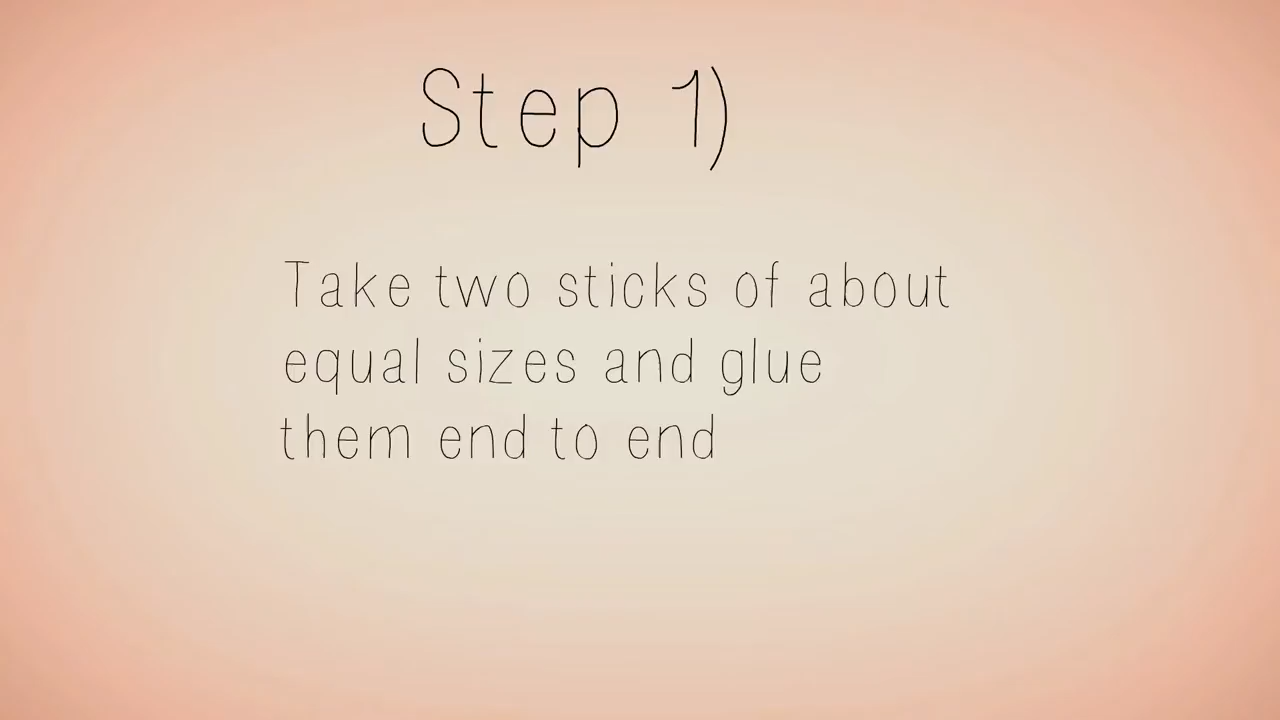 Step 1)
Take two sticks of about
equal sizes and glue
them end to end